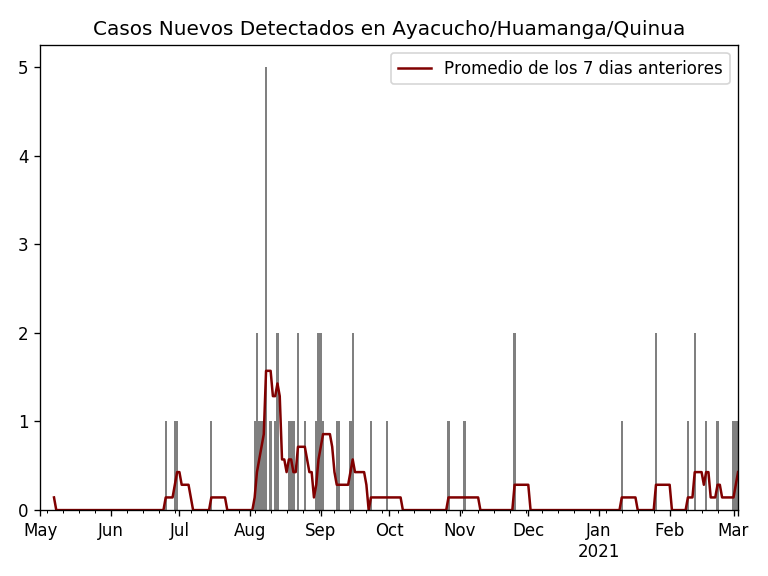 Casos Nuevos Detectados en Ayacucho/Huamanga/Quinua
Promedio de los 7 dias anteriores
5
4
3
2
1
0
May Jun Jul Aug Sep Oct Nov Dec Jan Feb Mar
2021